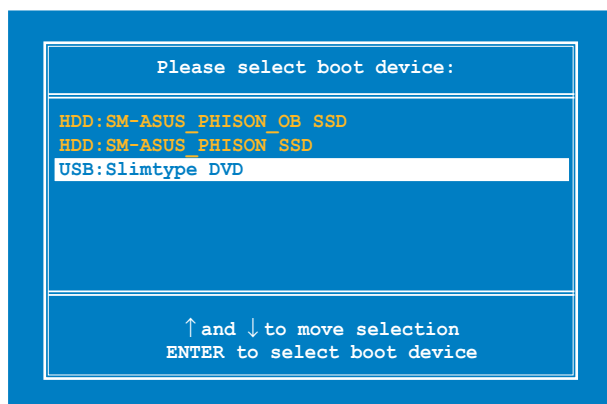 Please select boot device:
HDD:SM-ASUS_PHISON_OB SSD
HDD:SM-ASUS_PHISON SSD
USB:Slimtype DVD
↑ and ↓ to move selection
ENTER to select boot device